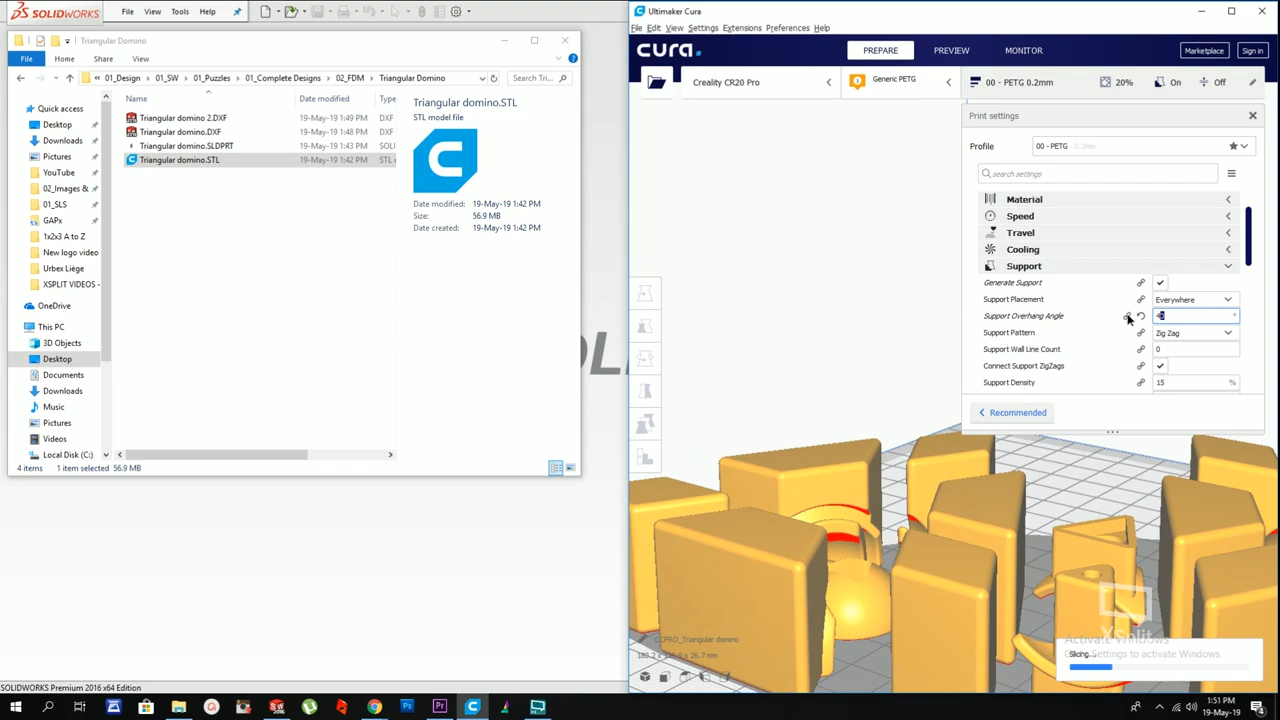 SOLIDWORKS
File View Tools Help
Triangular Domino
File Home Share View
01_Design 01_SW 01_Puzzles 01_Complete Designs 02_FDM Triangular Domino
Search Tri...
Name Date modified Type
Quick access
Desktop
Downloads
Pictures
YouTube
02_Images &
01_SLS
GAPx
1x2x3 A to Z
New logo video
Urbex Liège
XSPLIT VIDEOS -
OneDrive
This PC
3D Objects
Desktop
Documents
Downloads
Music
Pictures
Videos
Local Disk (C:)
Triangular domino 2.DXF 19-May-19 1:49 PM DXF
Triangular domino.DXF 19-May-19 1:48 PM DXF
Triangular domino.SLDPRT 19-May-19 1:43 PM SOLI
Triangular domino.STL 19-May-19 1:42 PM STL m
Triangular domino.STL
STL model file
Date modified: 19-May-19 1:42 PM
Size: 56.9 MB
Date created: 19-May-19 1:42 PM
4 items 1 item selected 56.9 MB
SOLIDWORKS Premium 2016 x64 Edition
Ultimaker Cura
File Edit View Settings Extensions Preferences Help
cura. PREPARE PREVIEW MONITOR Marketplace Sign in
Creality CR20 Pro
Generic PETG
00 - PETG 0.2mm 20% On Off
Print settings
Profile 00 - PETG - 0.2mm
search settings
Material
Speed
Travel
Cooling
Support
Generate Support
Support Placement Everywhere
Support Overhang Angle °
Support Pattern Zig Zag
Support Wall Line Count 0
Connect Support ZigZags
Support Density 15 %
Recommended
CCPRO_Triangular domino
XSplit
Activate Windows
Settings to activate Windows.
Slicing...
1:51 PM
19-May-19
4